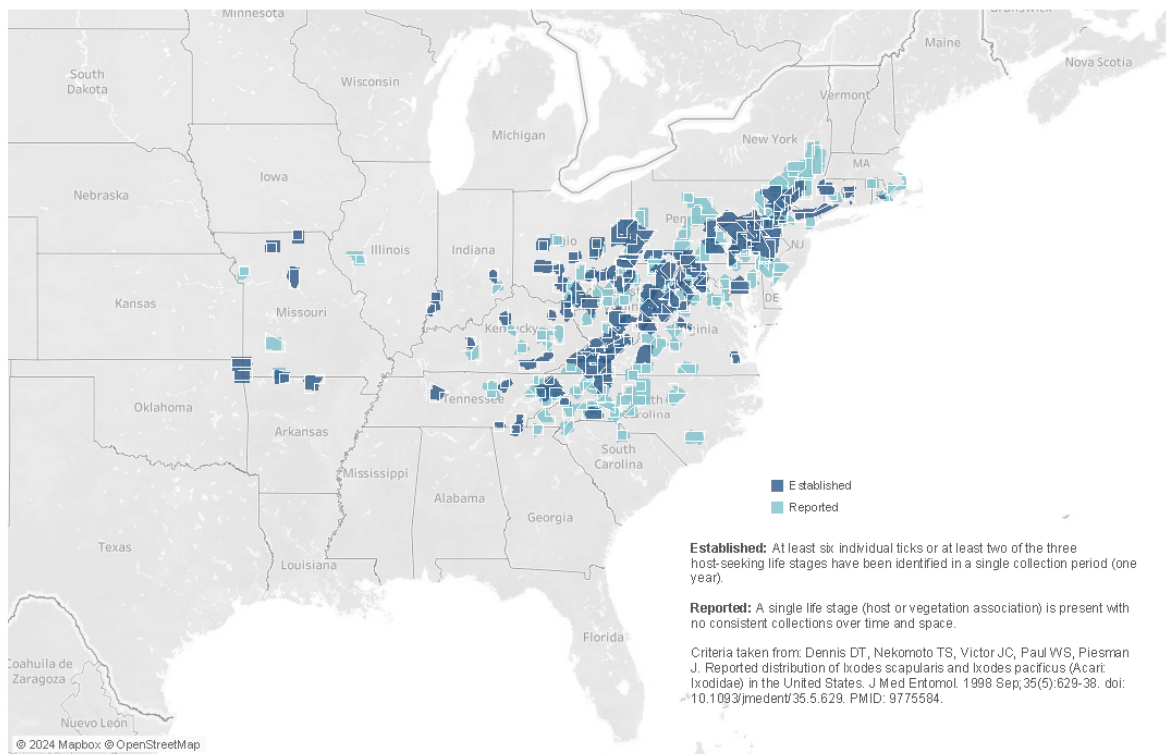 Minnesota
Brunswick
Maine
Nova Scotia
South
Dakota
Wisconsin
Vermont
Michigan
New York
MA
Iowa
Nebraska
Penn
Illinois
Indiana
io
NJ
DE
Kansas
Missouri
Kentucky
ginia
Oklahoma
Tennessee
rth
Carolina
Arkansas
South
Carolina
Mississippi
Alabama
Georgia
Texas
Louisiana
Florida
Coahuila de
Zaragoza
Nuevo León
Established
Reported
Established: At least six individual ticks or at least two of the three
host-seeking life stages have been identified in a single collection period (one
year).
Reported: A single life stage (host or vegetation association) is present with
no consistent collections over time and space.
Criteria taken from: Dennis DT, Nekomoto TS, Victor JC, Paul WS, Piesman
J. Reported distribution of Ixodes scapularis and Ixodes pacificus (Acari:
Ixodidae) in the United States. J Med Entomol. 1998 Sep;35(5):629-38. doi:
10.1093/jmedent/35.5.629. PMID: 9775584.
© 2024 Mapbox © OpenStreetMap